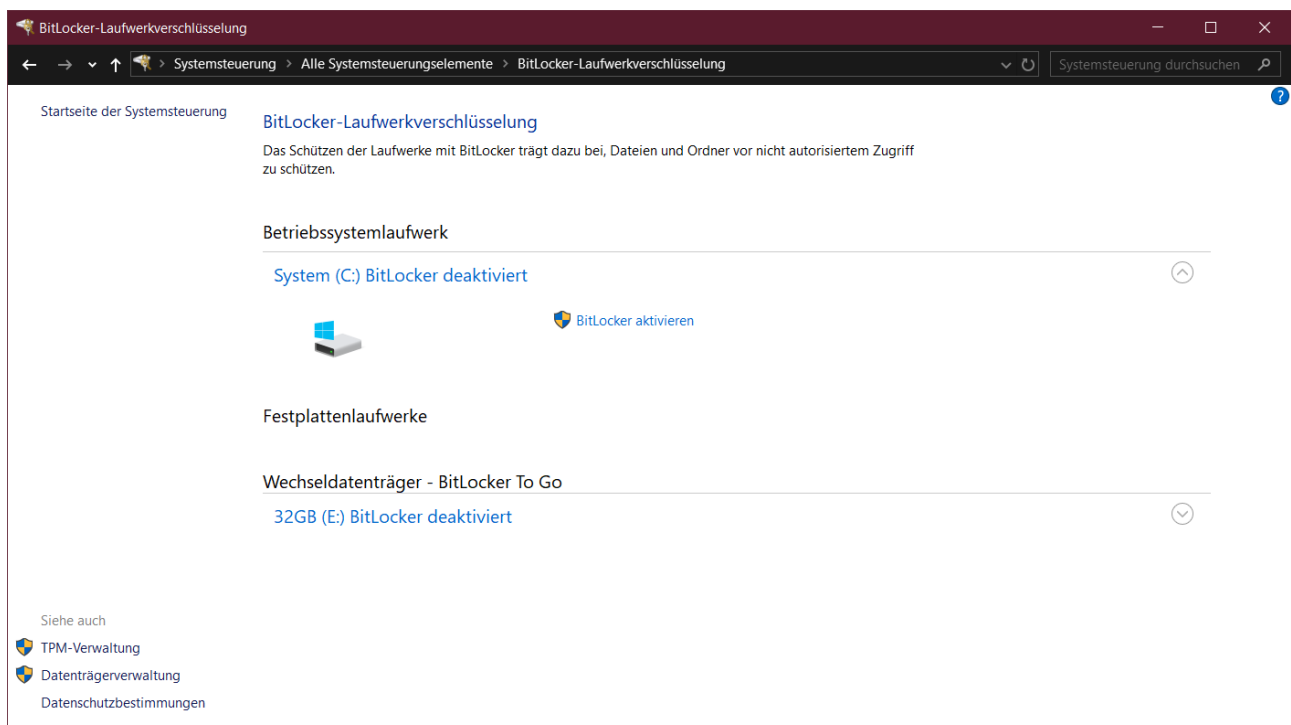 BitLocker-Laufwerkverschlüsselung
Systemsteuerung > Alle Systemsteuerungselemente > BitLocker-Laufwerkverschlüsselung
Systemsteuerung durchsuchen
?
Startseite der Systemsteuerung
BitLocker-Laufwerkverschlüsselung
Das Schützen der Laufwerke mit BitLocker trägt dazu bei, Dateien und Ordner vor nicht autorisiertem Zugriff
zu schützen.
Betriebssystemlaufwerk
System (C:) BitLocker deaktiviert
BitLocker aktivieren
Festplattenlaufwerke
Wechseldatenträger - BitLocker To Go
32GB (E:) BitLocker deaktiviert
Siehe auch
TPM-Verwaltung
Datenträgerverwaltung
Datenschutzbestimmungen